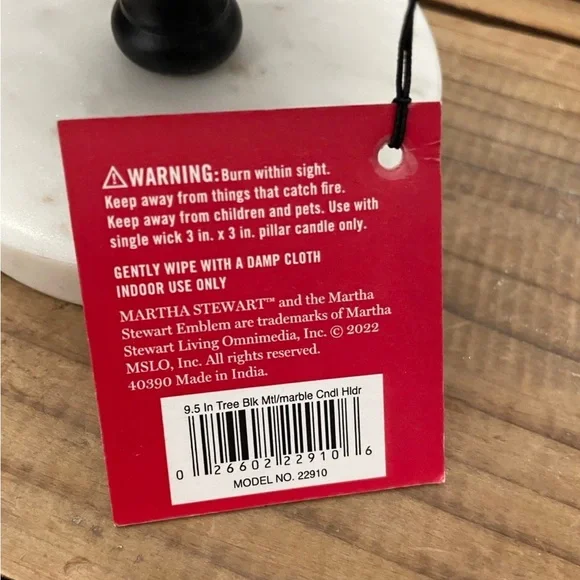 ⚠WARNING: Burn within sight.
Keep away from things that catch fire.
Keep away from children and pets. Use with
single wick 3 in. x 3 in. pillar candle only.
GENTLY WIPE WITH A DAMP CLOTH
INDOOR USE ONLY
MARTHA STEWART™ and the Martha
Stewart Emblem are trademarks of Martha
Stewart Living Omnimedia, Inc. © 2022
MSLO, Inc. All rights reserved.
40390 Made in India.
9.5 In Tree Blk Mtl/marble Cndl Hldr
0 26602 22910 6
MODEL NO. 22910